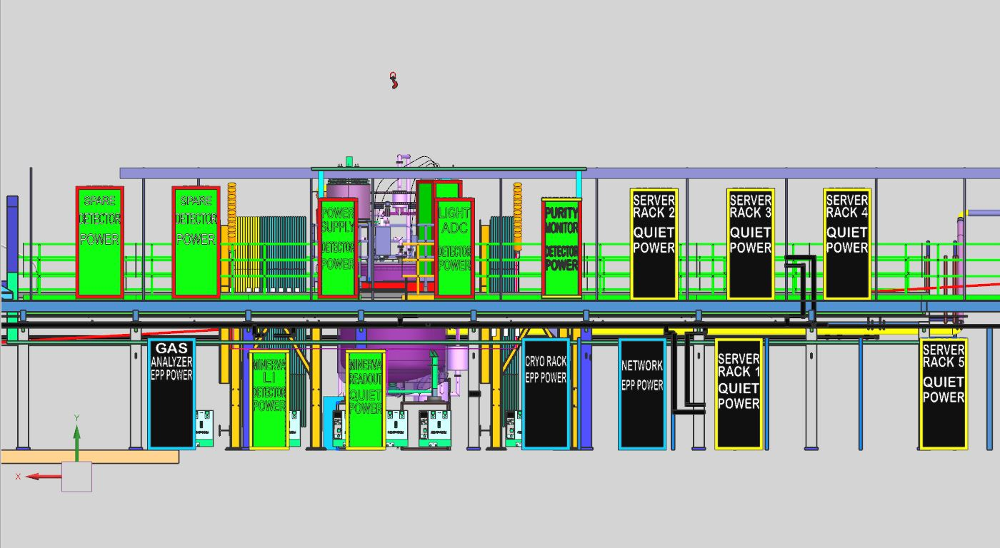 SPARE
DETECTOR
POWER
SPARE
DETECTOR
POWER
POWER
SUPPLY
DETECTOR
POWER
LIGHT
ADC
DETECTOR
POWER
PURITY
MONITOR
DETECTOR
POWER
SERVER
RACK 2
QUIET
POWER
SERVER
RACK 3
QUIET
POWER
SERVER
RACK 4
QUIET
POWER
GAS
ANALYZER
EPP POWER
MINERVA
LI
DETECTOR
POWER
MINERVA
READOUT
QUIET
POWER
CRYO RACK
EPP POWER
NETWORK
EPP POWER
SERVER
RACK 1
QUIET
POWER
SERVER
RACK 5
QUIET
POWER
Y
X